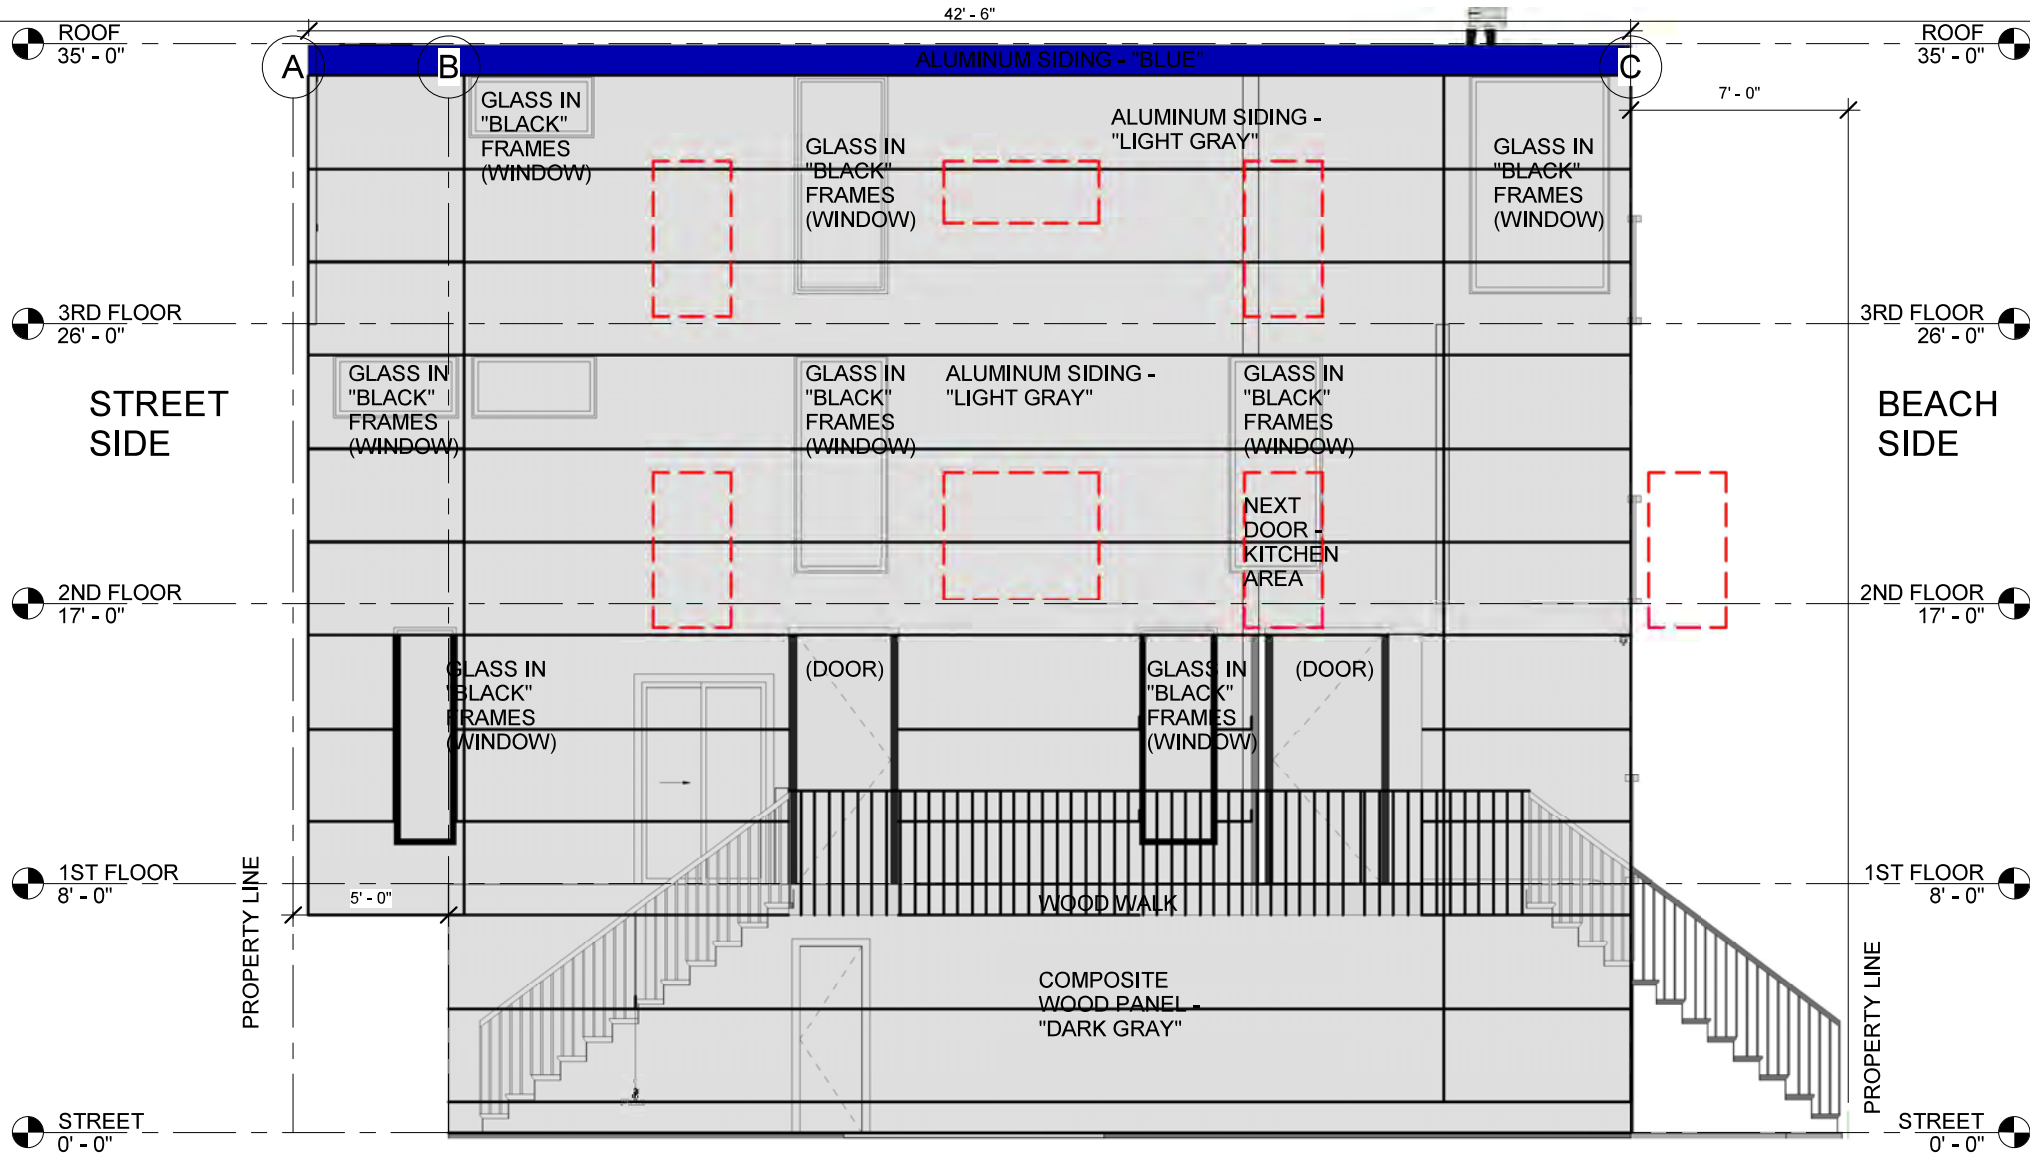 42' - 6"
ROOF
35' - 0"
A
B
ALUMINUM SIDING - "BLUE"
C
ROOF
35' - 0"
7' - 0"
GLASS IN
"BLACK"
FRAMES
(WINDOW)
GLASS IN
"BLACK"
FRAMES
(WINDOW)
ALUMINUM SIDING -
"LIGHT GRAY"
GLASS IN
"BLACK"
FRAMES
(WINDOW)
3RD FLOOR
26' - 0"
3RD FLOOR
26' - 0"
STREET
SIDE
GLASS IN
"BLACK"
FRAMES
(WINDOW)
GLASS IN
"BLACK"
FRAMES
(WINDOW)
ALUMINUM SIDING -
"LIGHT GRAY"
GLASS IN
"BLACK"
FRAMES
(WINDOW)
BEACH
SIDE
NEXT
DOOR -
KITCHEN
AREA
2ND FLOOR
17' - 0"
2ND FLOOR
17' - 0"
GLASS IN
"BLACK"
FRAMES
(WINDOW)
(DOOR)
GLASS IN
"BLACK"
FRAMES
(WINDOW)
(DOOR)
1ST FLOOR
8' - 0"
1ST FLOOR
8' - 0"
PROPERTY LINE
5' - 0"
WOOD WALK
COMPOSITE
WOOD PANEL -
"DARK GRAY"
PROPERTY LINE
STREET
0' - 0"
STREET
0' - 0"